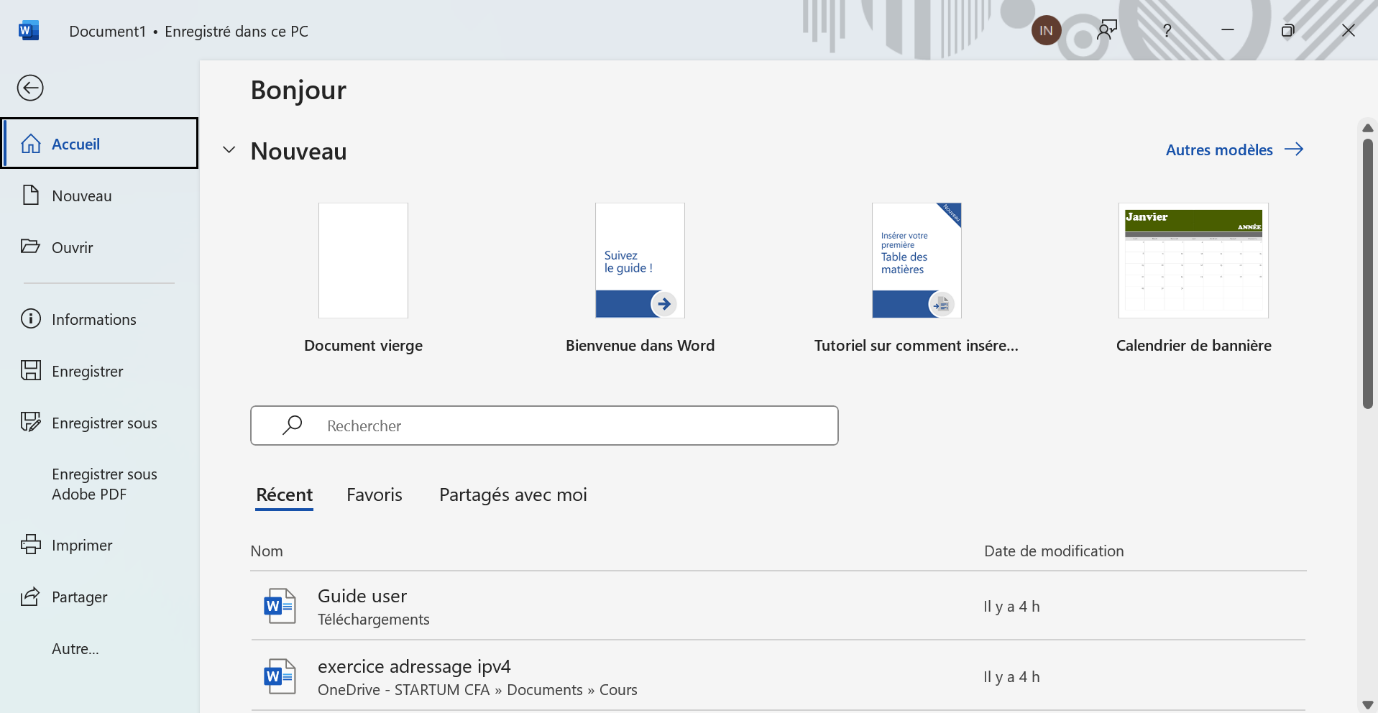 Document1 • Enregistré dans ce PC
IN
?
Accueil
Nouveau
Ouvrir
Informations
Enregistrer
Enregistrer sous
Enregistrer sous
Adobe PDF
Imprimer
Partager
Autre...
Bonjour
Nouveau
Autres modèles
Suivez
le guide !
Nouveau
Insérer votre
première
Table des
matières
Janvier
ANNÉE
Document vierge
Bienvenue dans Word
Tutoriel sur comment insére...
Calendrier de bannière
Rechercher
Récent Favoris Partagés avec moi
Nom Date de modification
Guide user
Téléchargements
Il y a 4 h
exercice adressage ipv4
OneDrive - STARTUM CFA » Documents » Cours
Il y a 4 h